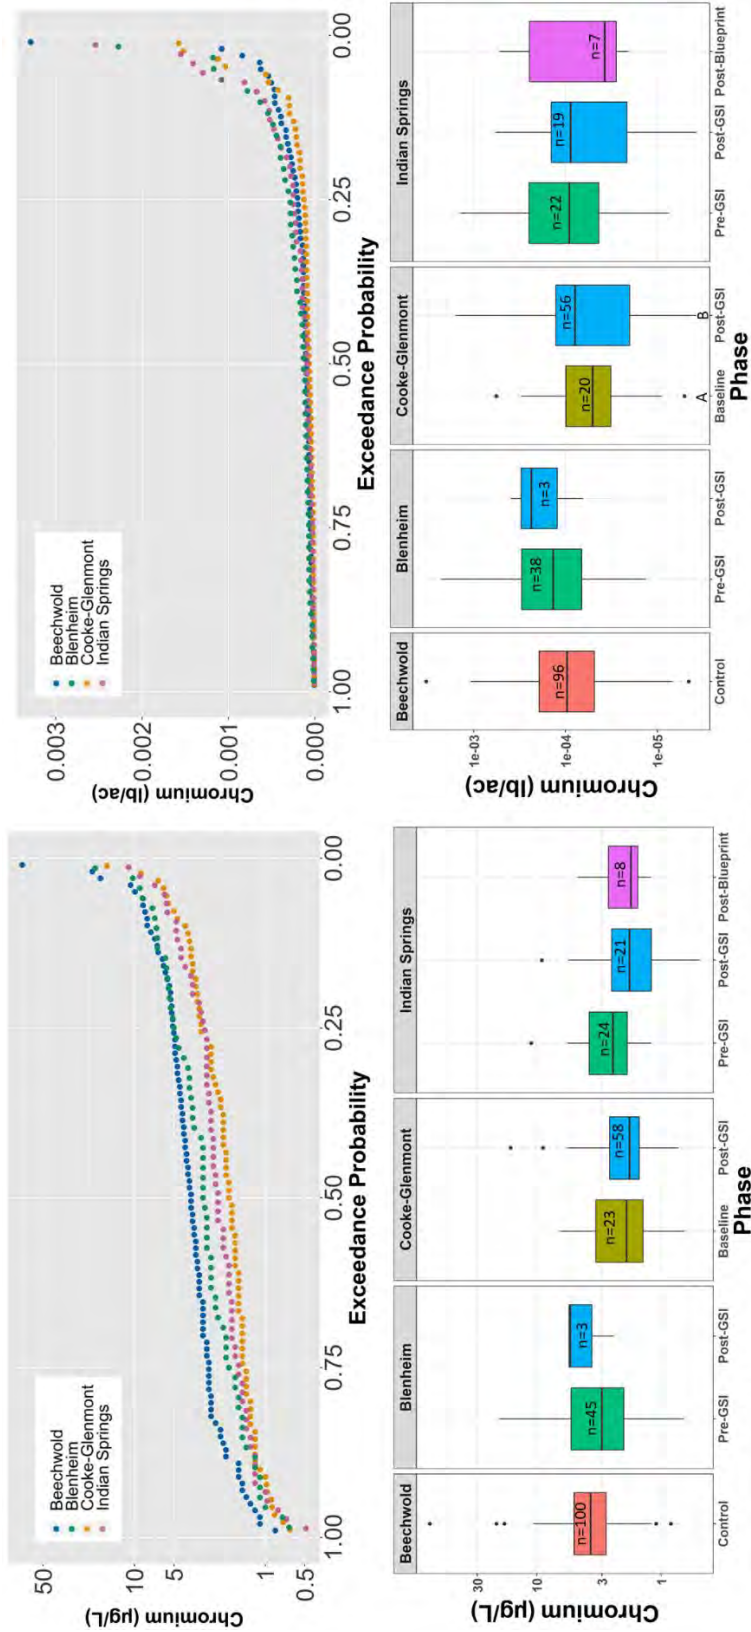 Chromium (µg/L)
50
10
5
1
0.5
Beechwold
Blenheim
Cooke-Glenmont
Indian Springs
1.00
0.75
0.50
0.25
0.00
Exceedance Probability
Chromium (lb/ac)
0.003
0.002
0.001
0.000
Beechwold
Blenheim
Cooke-Glenmont
Indian Springs
1.00
0.75
0.50
0.25
0.00
Exceedance Probability
Chromium (µg/L)
30
10
3
1
Beechwold
Blenheim
Cooke-Glenmont
Indian Springs
n=100
n=45
n=3
n=23
n=58
n=24
n=21
n=8
Control
Pre-GSI
Post-GSI
Baseline
Post-GSI
Pre-GSI
Post-GSI
Post-Blueprint
Phase
Chromium (lb/ac)
1e-03
1e-04
1e-05
Beechwold
Blenheim
Cooke-Glenmont
Indian Springs
n=96
n=38
n=3
n=20
n=56
n=22
n=19
n=7
A
B
Control
Pre-GSI
Post-GSI
Baseline
Post-GSI
Pre-GSI
Post-GSI
Post-Blueprint
Phase